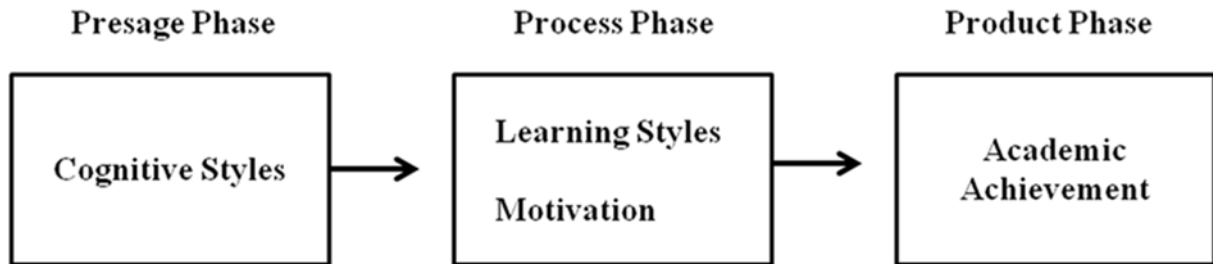 Presage Phase
Process Phase
Product Phase
Cognitive Styles
Learning Styles
Motivation
Academic
Achievement